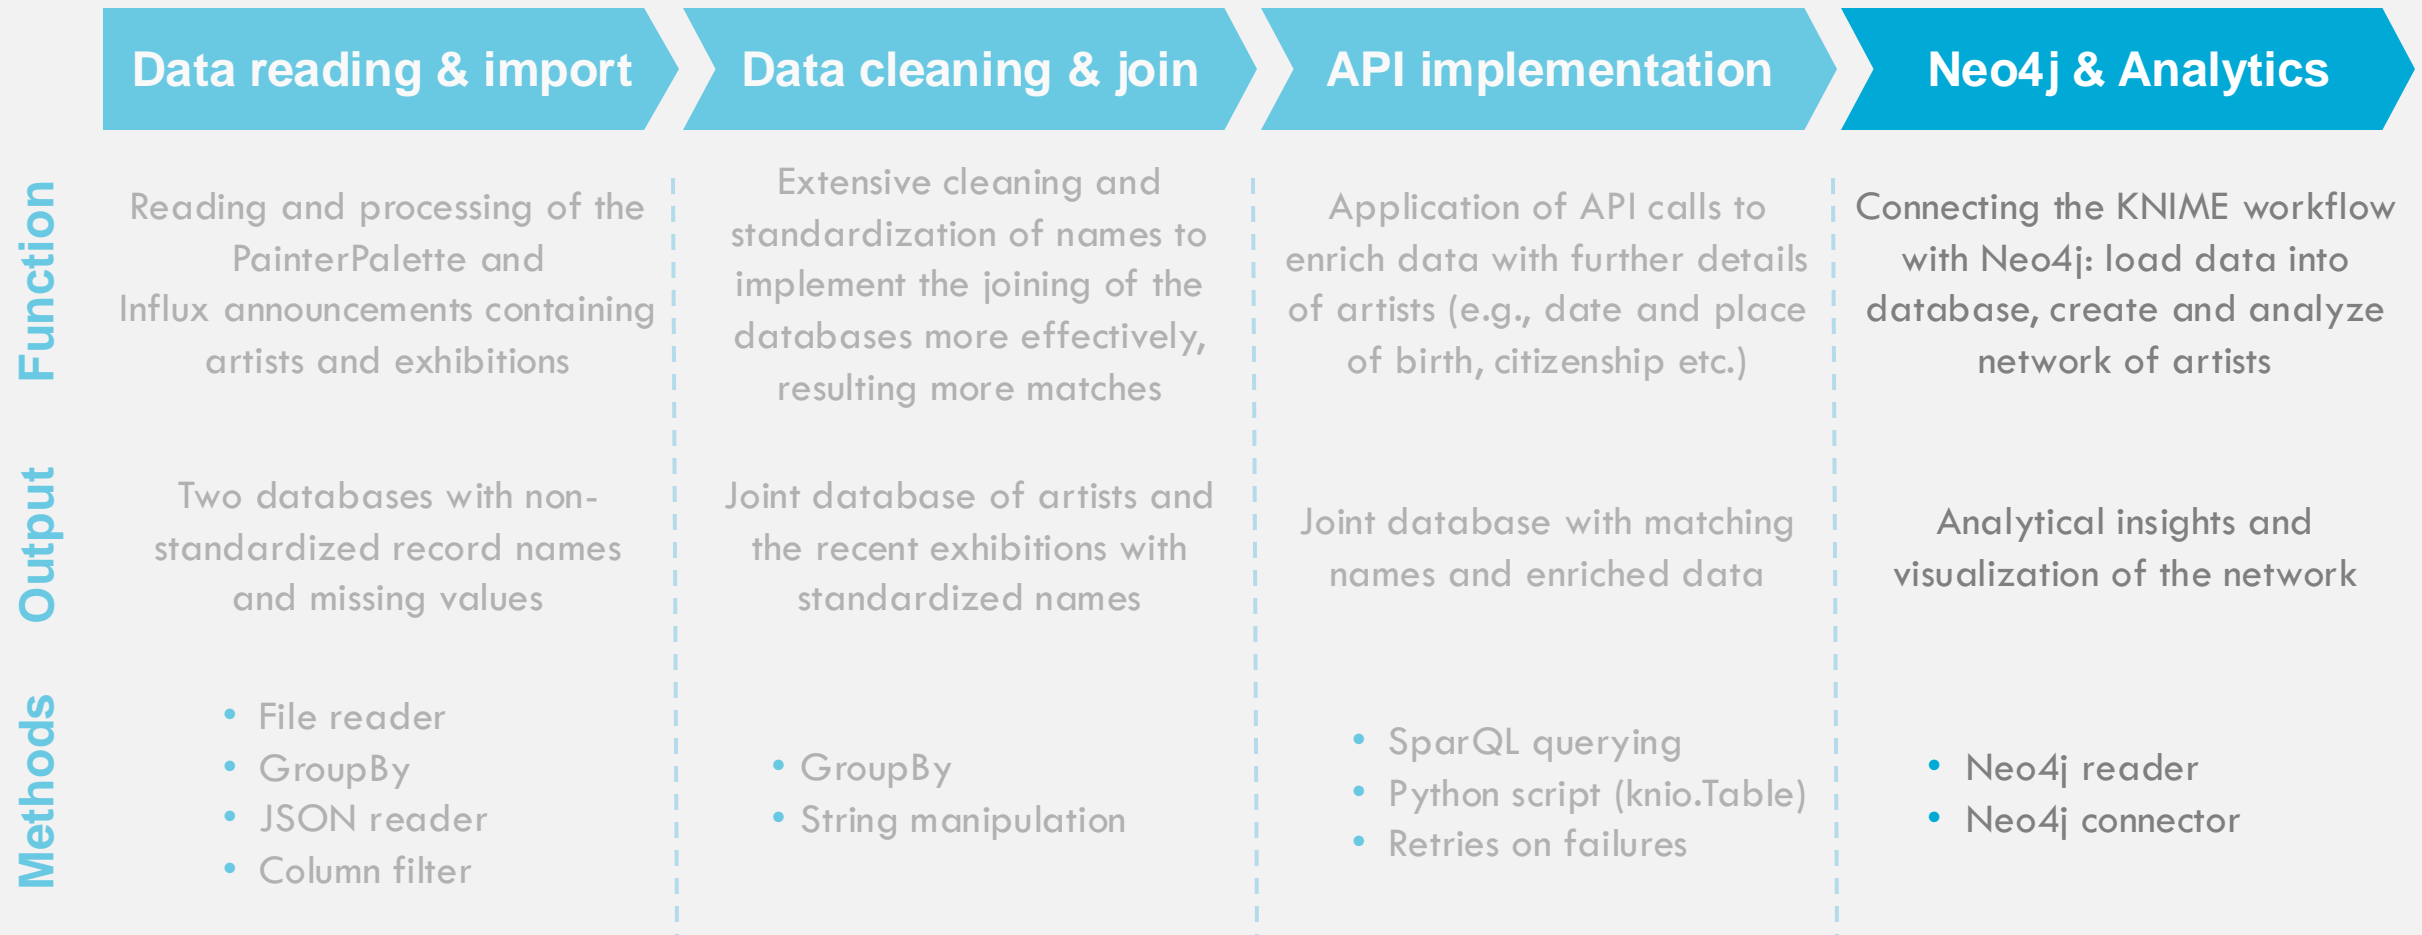 Data reading & import
Data cleaning & join
API implementation
Neo4j & Analytics
Function
Reading and processing of the
PainterPalette and
Influx announcements containing
artists and exhibitions
Extensive cleaning and
standardization of names to
implement the joining of the
databases more effectively,
resulting more matches
Application of API calls to
enrich data with further details
of artists (e.g., date and place
of birth, citizenship etc.)
Connecting the KNIME workflow
with Neo4j: load data into
database, create and analyze
network of artists
Output
Two databases with non-
standardized record names
and missing values
Joint database of artists and
the recent exhibitions with
standardized names
Joint database with matching
names and enriched data
Analytical insights and
visualization of the network
Methods
• File reader
• GroupBy
• JSON reader
• Column filter
• GroupBy
• String manipulation
• SparQL querying
• Python script (knio.Table)
• Retries on failures
• Neo4j reader
• Neo4j connector